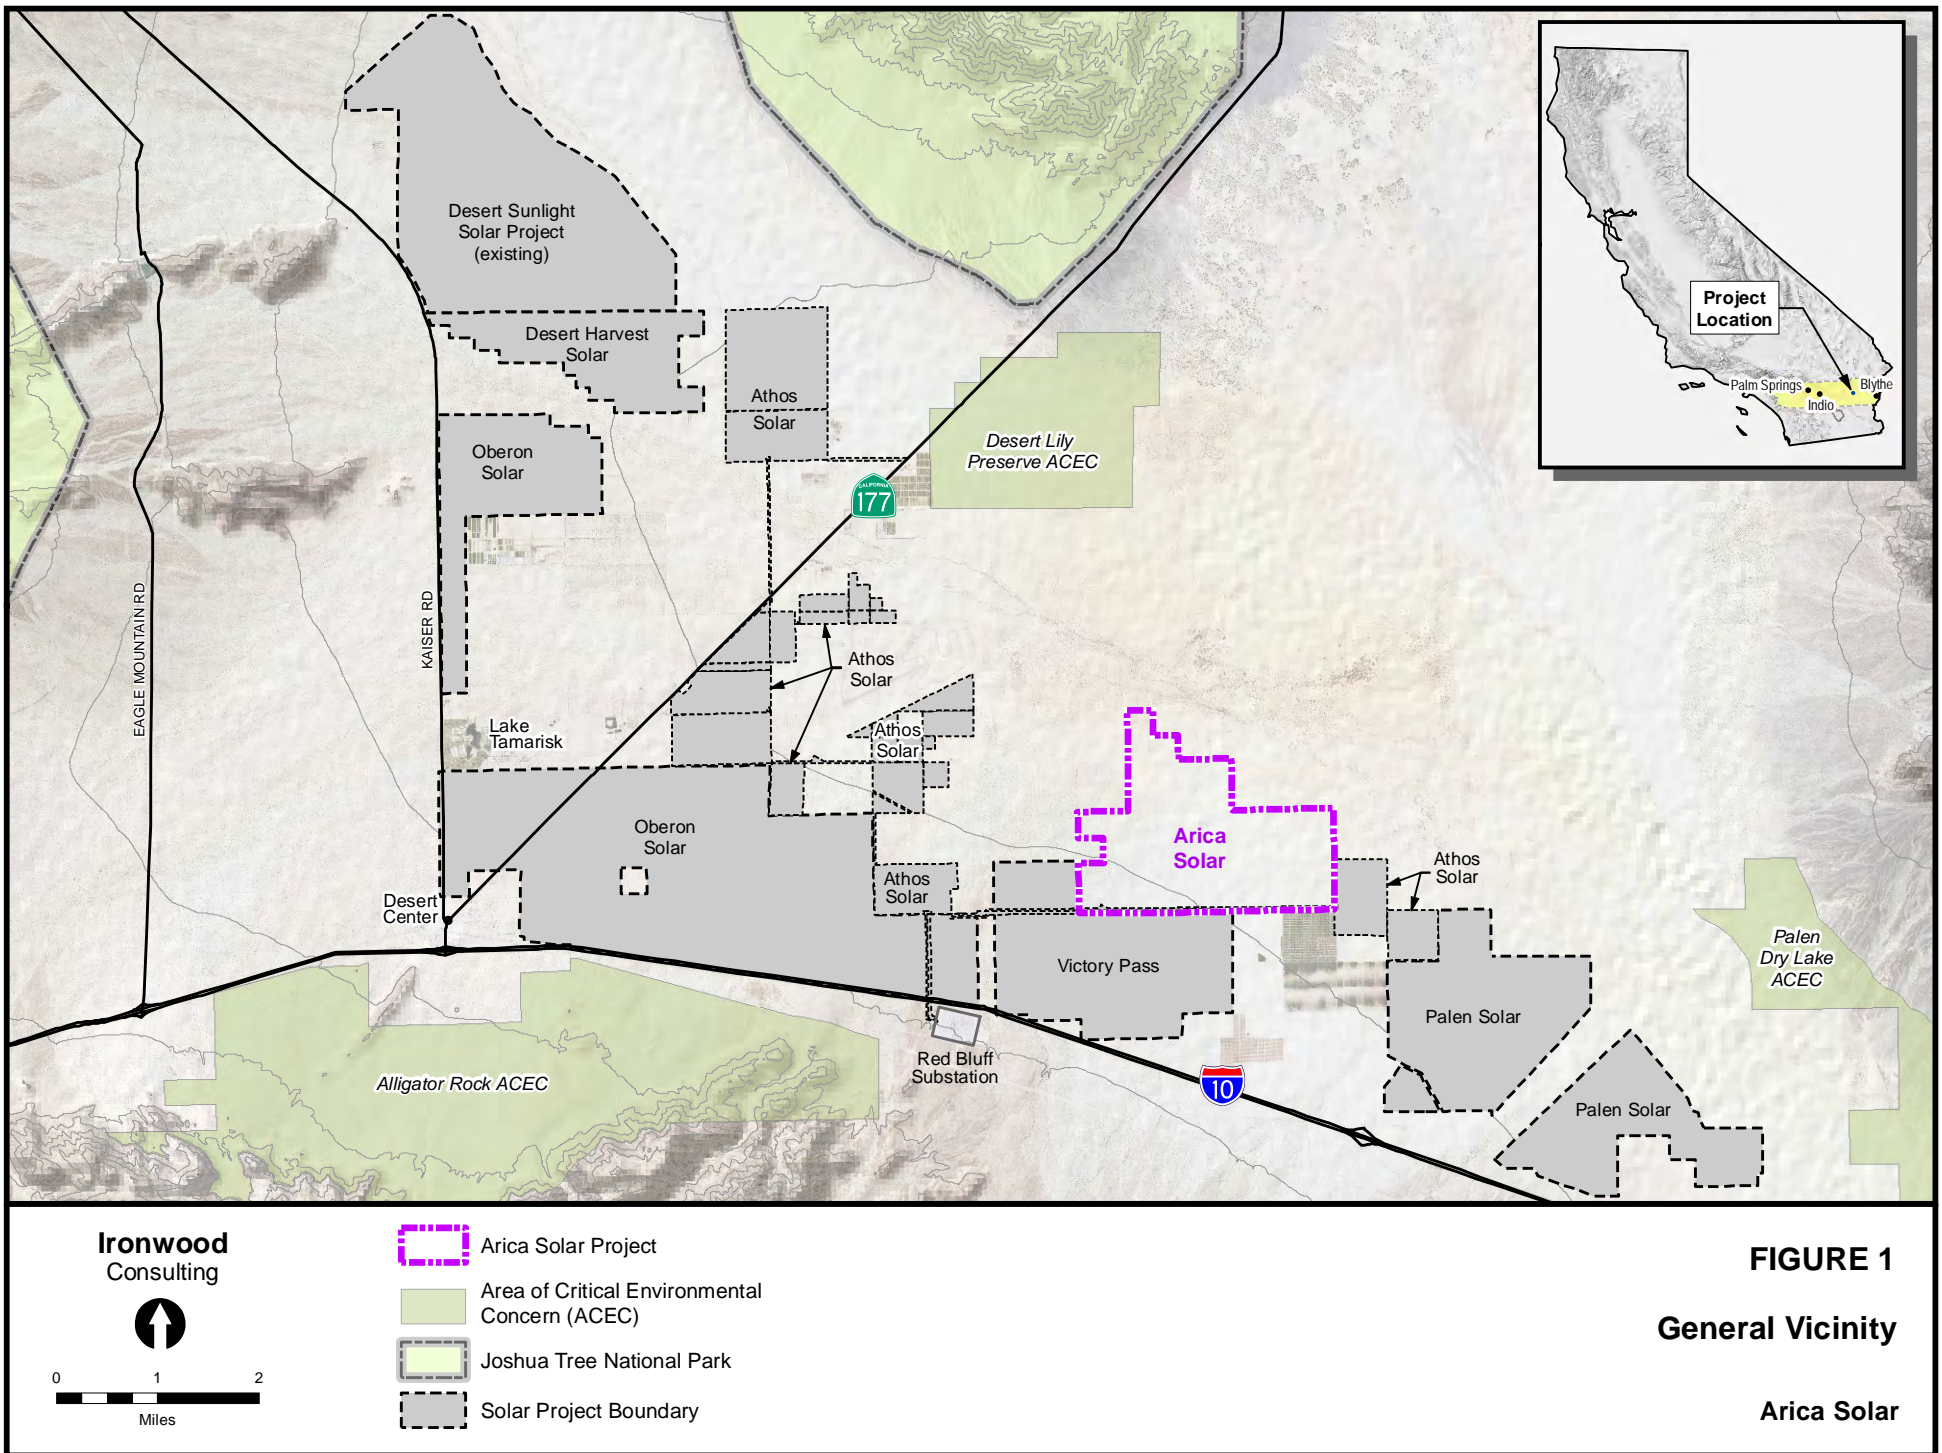 Desert Sunlight
Solar Project
(existing)
Desert Harvest
Solar
Athos
Solar
Oberon
Solar
Desert Lily
Preserve ACEC
CALIFORNIA
177
EAGLE MOUNTAIN RD
KAISER RD
Athos
Solar
Lake
Tamarisk
Athos
Solar
Oberon
Solar
Arica
Solar
Athos
Solar
Athos
Solar
Desert
Center
Victory Pass
Palen
Dry Lake
ACEC
Palen Solar
Red Bluff
Substation
Alligator Rock ACEC
10
Palen Solar
Project
Location
Palm Springs
Blythe
Indio
Ironwood
Consulting
0 1 2
Miles
Arica Solar Project
Area of Critical Environmental
Concern (ACEC)
Joshua Tree National Park
Solar Project Boundary
FIGURE 1
General Vicinity
Arica Solar